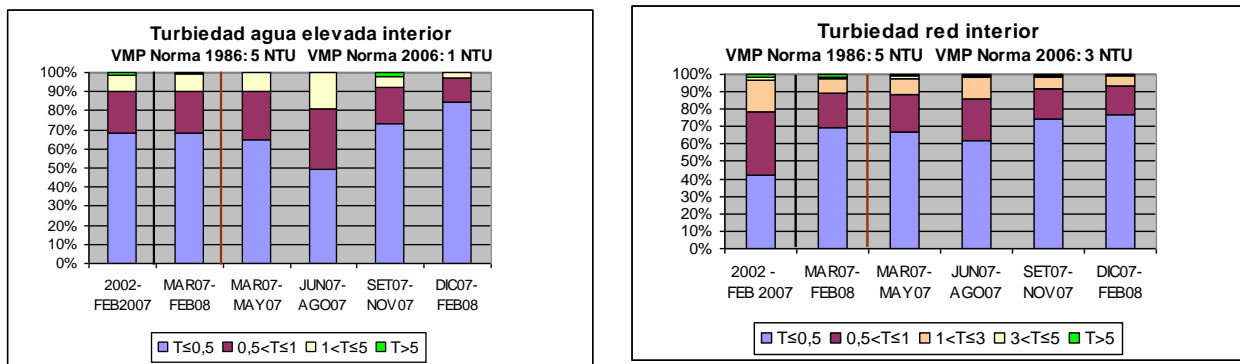 Turbiedad agua elevada interior
VMP Norma 1986: 5 NTU VMP Norma 2006: 1 NTU
100%
90%
80%
70%
60%
50%
40%
30%
20%
10%
0%
2002- MAR07- MAR07- JUN07- SET07- DIC07-
FEB2007 FEB08 MAY07 AGO07 NOV07 FEB08
T≤0,5 0,5<T≤1 1<T≤5 T>5
Turbiedad red interior
VMP Norma 1986: 5 NTU VMP Norma 2006: 3 NTU
100%
90%
80%
70%
60%
50%
40%
30%
20%
10%
0%
2002 - MAR07- MAR07- JUN07- SET07- DIC07-
FEB 2007 FEB08 MAY07 AGO07 NOV07 FEB08
T≤0,5 0,5<T≤1 1<T≤3 3<T≤5 T>5